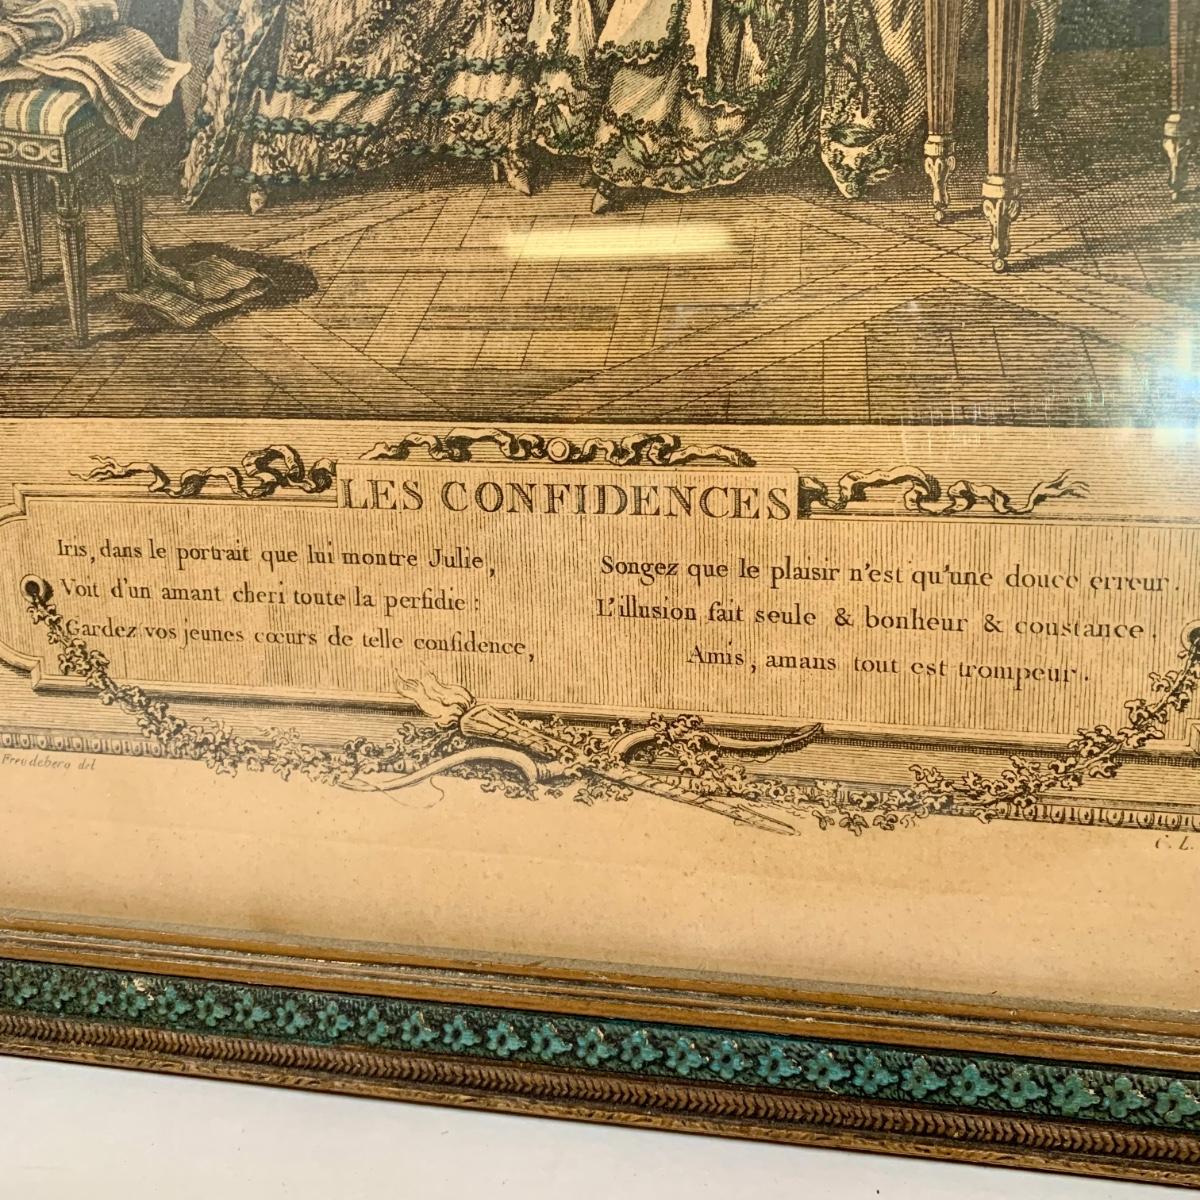 LES CONFIDENCES
Iris, dans le portrait que lui montre Julie,
Voit d'un amant cheri toute la perfidie :
Gardez vos jeunes cœurs de telle confidence,
Songez que le plaisir n'est qu'une douce erreur.
L'illusion fait seule & bonheur & constance.
Amis, amans tout est trompeur.
Freudeberg del
C. L.